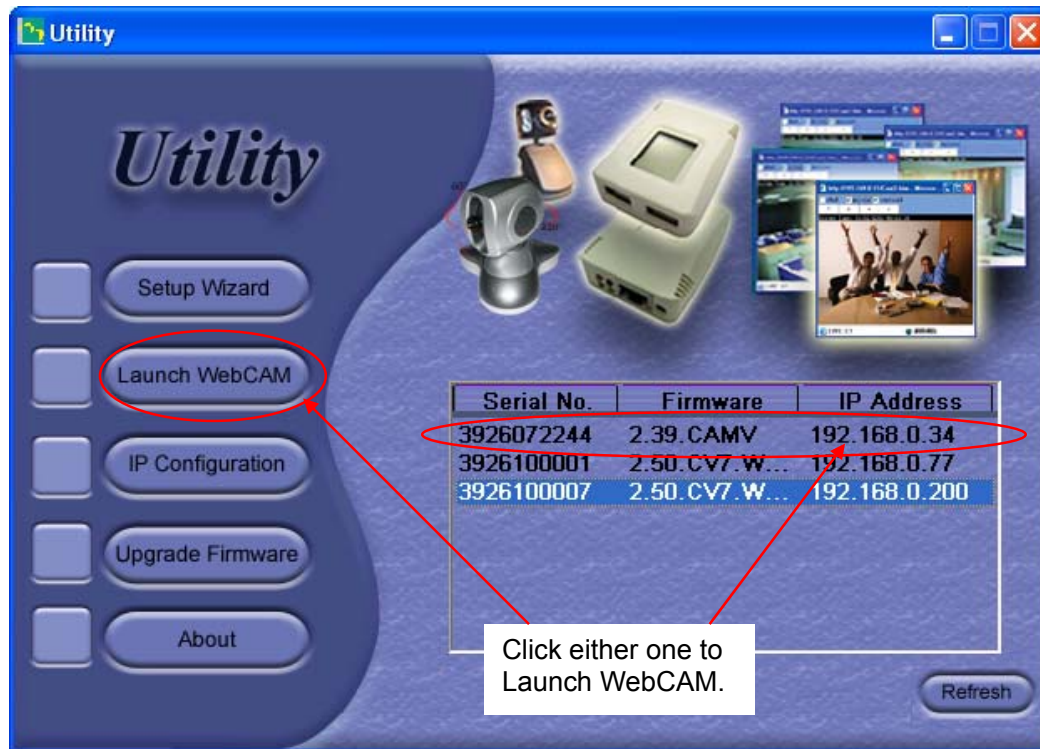 Utility
Utility
Setup Wizard
Launch WebCAM
IP Configuration
Upgrade Firmware
About
Serial No. Firmware IP Address
3926072244 2.39.CAMV 192.168.0.34
3926100001 2.50.CV7.W... 192.168.0.77
3926100007 2.50.CV7.W... 192.168.0.200
Click either one to
Launch WebCAM.
Refresh